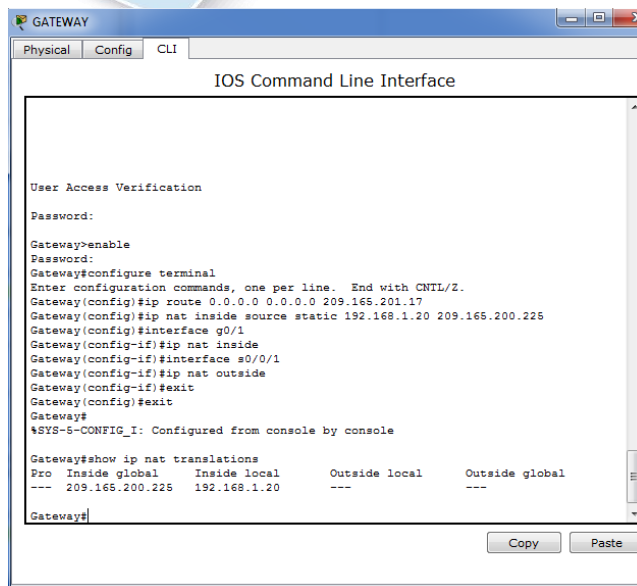 GATEWAY
Physical Config CLI
IOS Command Line Interface
User Access Verification
Password:
Gateway>enable
Password:
Gateway#configure terminal
Enter configuration commands, one per line.  End with CNTL/Z.
Gateway(config)#ip route 0.0.0.0 0.0.0.0 209.165.201.17
Gateway(config)#ip nat inside source static 192.168.1.20 209.165.200.225
Gateway(config)#interface g0/1
Gateway(config-if)#ip nat inside
Gateway(config-if)#interface s0/0/1
Gateway(config-if)#ip nat outside
Gateway(config-if)#exit
Gateway(config)#exit
Gateway#
%SYS-5-CONFIG_I: Configured from console by console
Gateway#show ip nat translations
Pro  Inside global     Inside local       Outside local      Outside global
---  209.165.200.225   192.168.1.20       ---                ---
Gateway#
Copy Paste